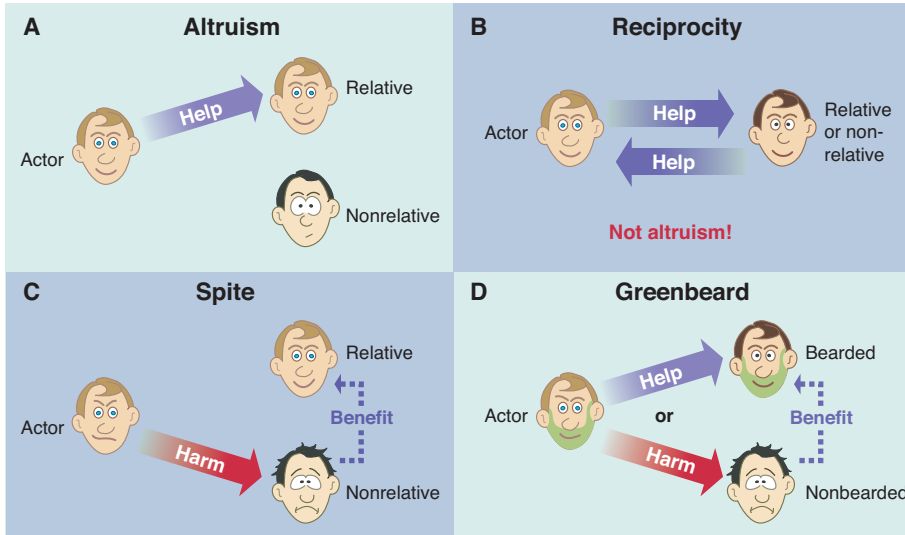 A
Altruism
Help
Relative
Actor
Nonrelative
B
Reciprocity
Actor
Help
Help
Relative
or non-
relative
Not altruism!
C
Spite
Relative
Actor
Benefit
Harm
Nonrelative
D
Greenbeard
Help
Bearded
Actor
or
Benefit
Harm
Nonbearded